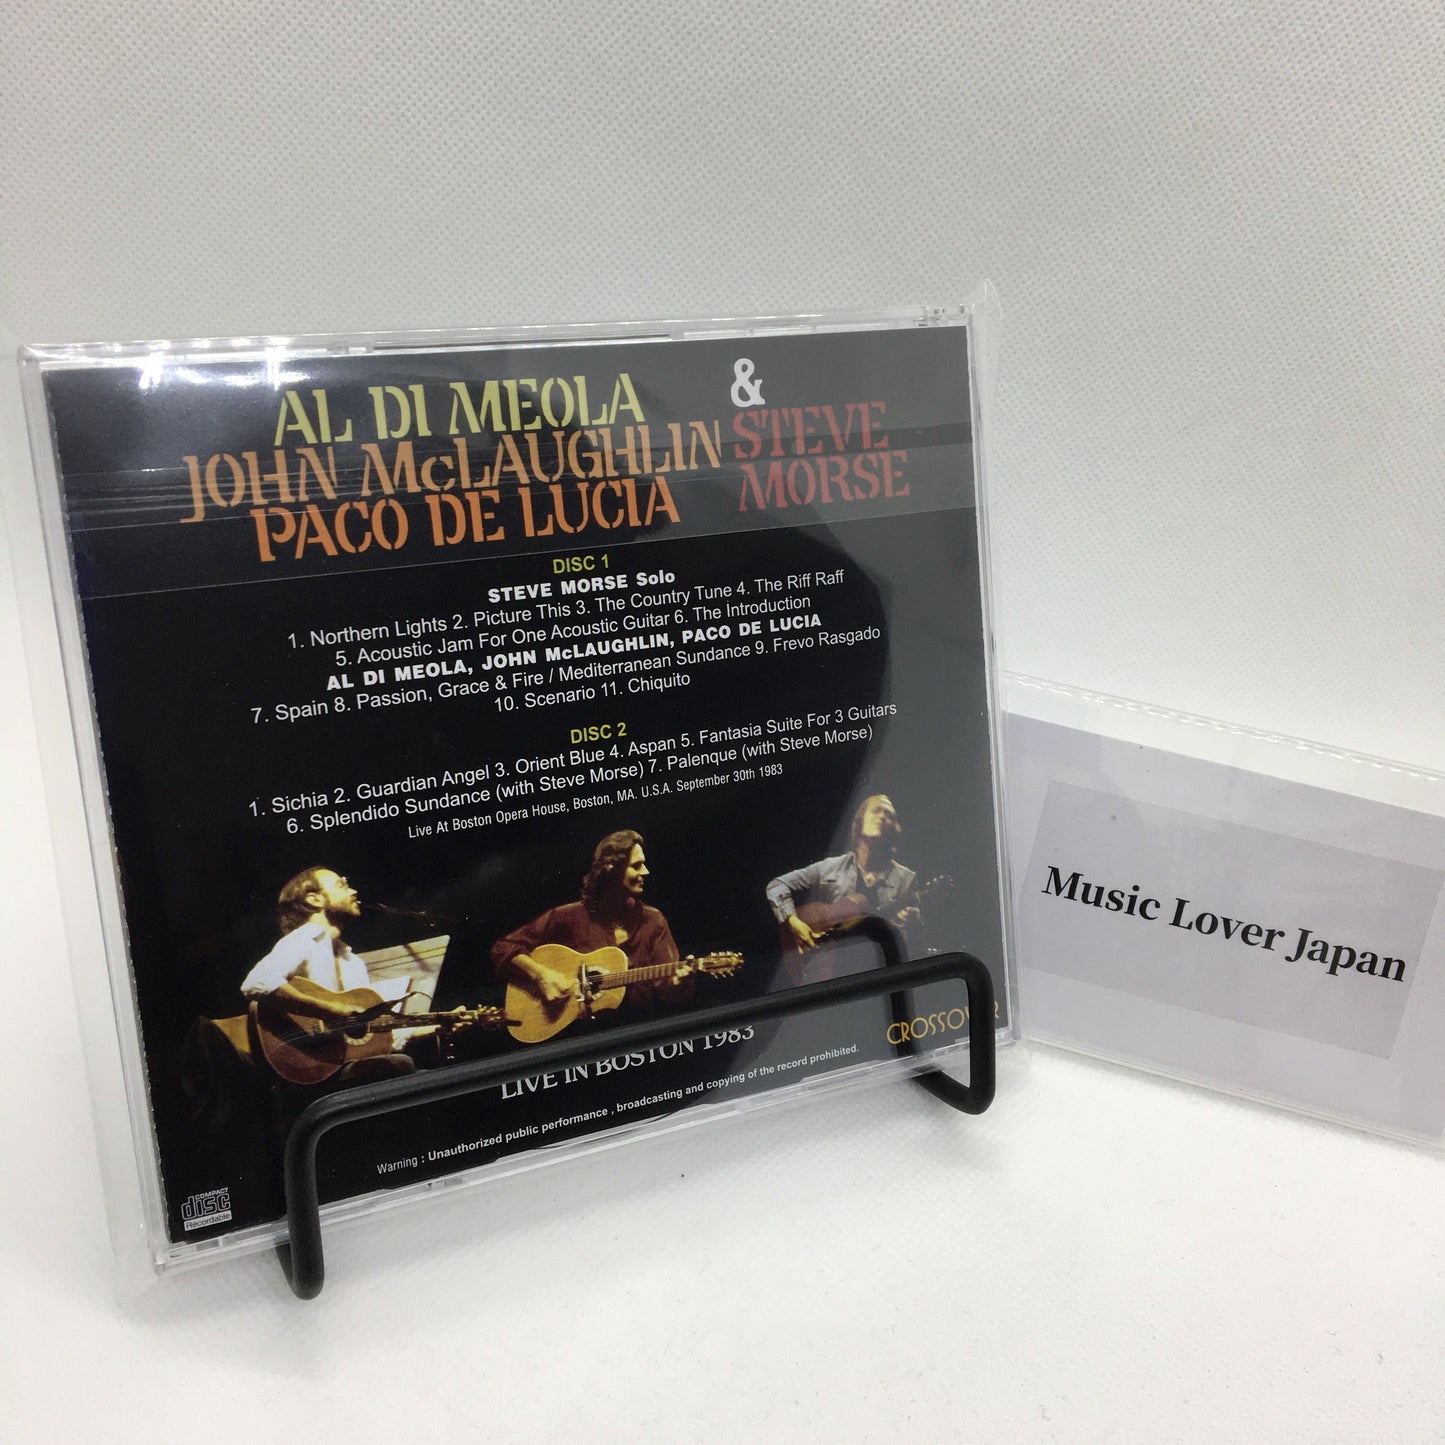 AL DI MEOLA
&
JOHN McLAUGHLIN
STEVE
PACO DE LUCIA
MORSE
DISC 1
STEVE MORSE Solo
1. Northern Lights 2. Picture This 3. The Country Tune 4. The Riff Raff
5. Acoustic Jam For One Acoustic Guitar 6. The Introduction
AL DI MEOLA, JOHN McLAUGHLIN, PACO DE LUCIA
7. Spain 8. Passion, Grace & Fire / Mediterranean Sundance 9. Frevo Rasgado
10. Scenario 11. Chiquito
DISC 2
1. Sichia 2. Guardian Angel 3. Orient Blue 4. Aspan 5. Fantasia Suite For 3 Guitars
6. Splendido Sundance (with Steve Morse) 7. Palenque (with Steve Morse)
Live At Boston Opera House, Boston, MA. U.S.A. September 30th 1983
LIVE IN BOSTON 1983
CROSSOVER
Warning : Unauthorized public performance , broadcasting and copying of the record prohibited.
COMPACT
disc
Recordable
Music Lover Japan